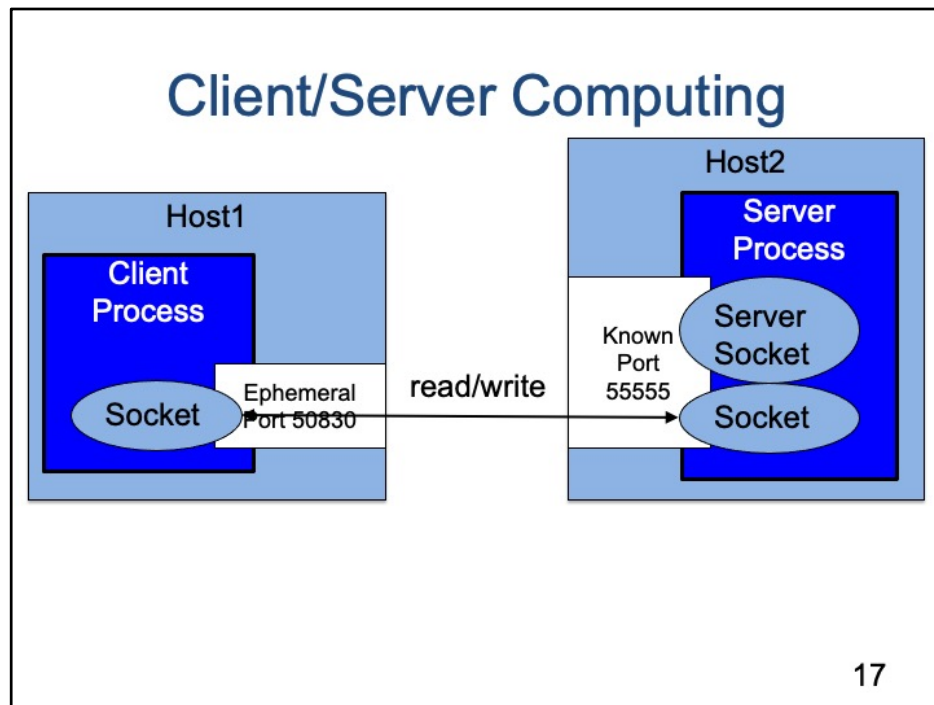 Client/Server Computing
Host1
Client
Process
Socket
Ephemeral
Port 50830
read/write
Host2
Server
Process
Known
Port
55555
Server
Socket
Socket
17